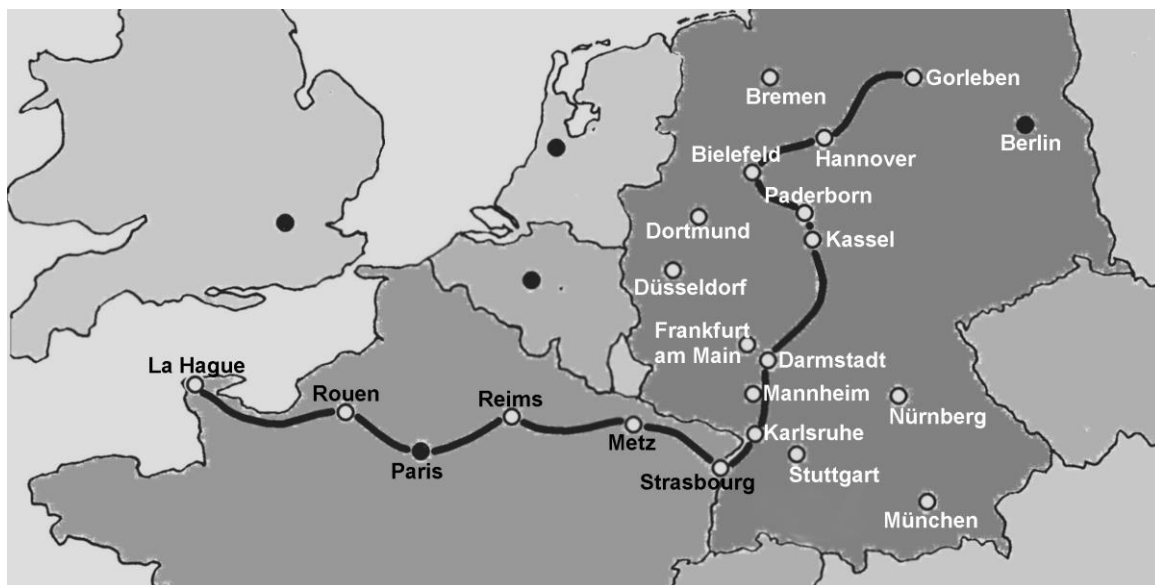 Gorleben
Bremen
Berlin
Hannover
Bielefeld
Paderborn
Dortmund
Kassel
Düsseldorf
Frankfurt
am Main
Darmstadt
La Hague
Rouen
Reims
Mannheim
Nürnberg
Metz
Karlsruhe
Paris
Strasbourg
Stuttgart
München